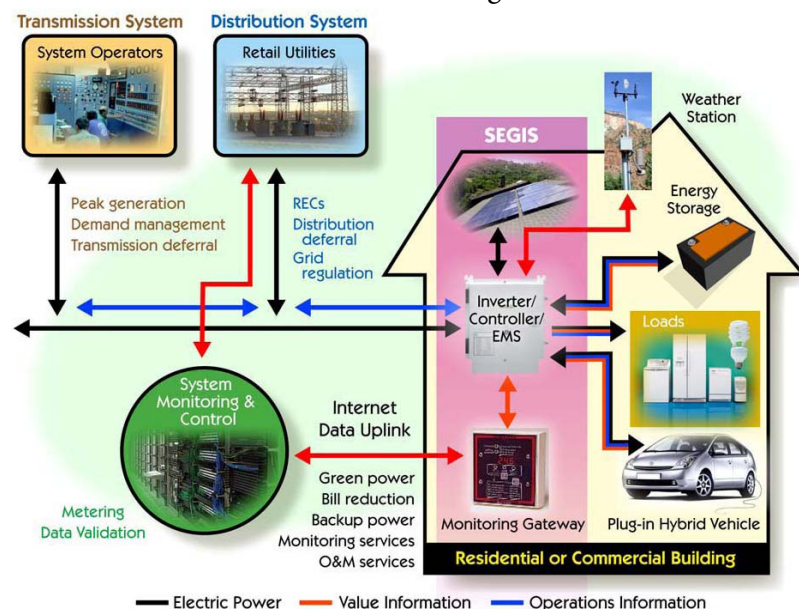 Transmission System
Distribution System
System Operators
Retail Utilities
Peak generation
Demand management
Transmission deferral
RECs
Distribution
deferral
Grid
regulation
SEGIS
Weather
Station
Energy
Storage
Inverter/
Controller/
EMS
Loads
System
Monitoring &
Control
Internet
Data Uplink
Green power
Bill reduction
Backup power
Monitoring services
O&M services
Metering
Data Validation
Monitoring Gateway
Plug-in Hybrid Vehicle
Residential or Commercial Building
Electric Power
Value Information
Operations Information